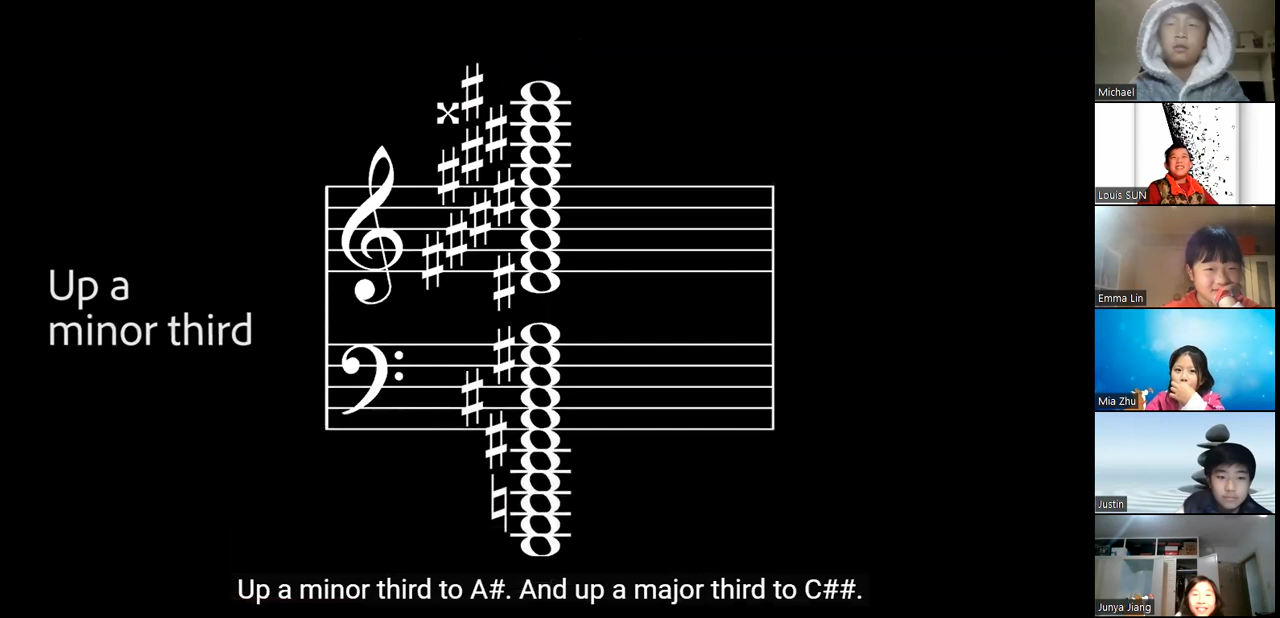 Up a
minor third
Up a minor third to A#. And up a major third to C##.
Michael
Louis SUN
Emma Lin
Mia Zhu
Justin
Junya Jiang